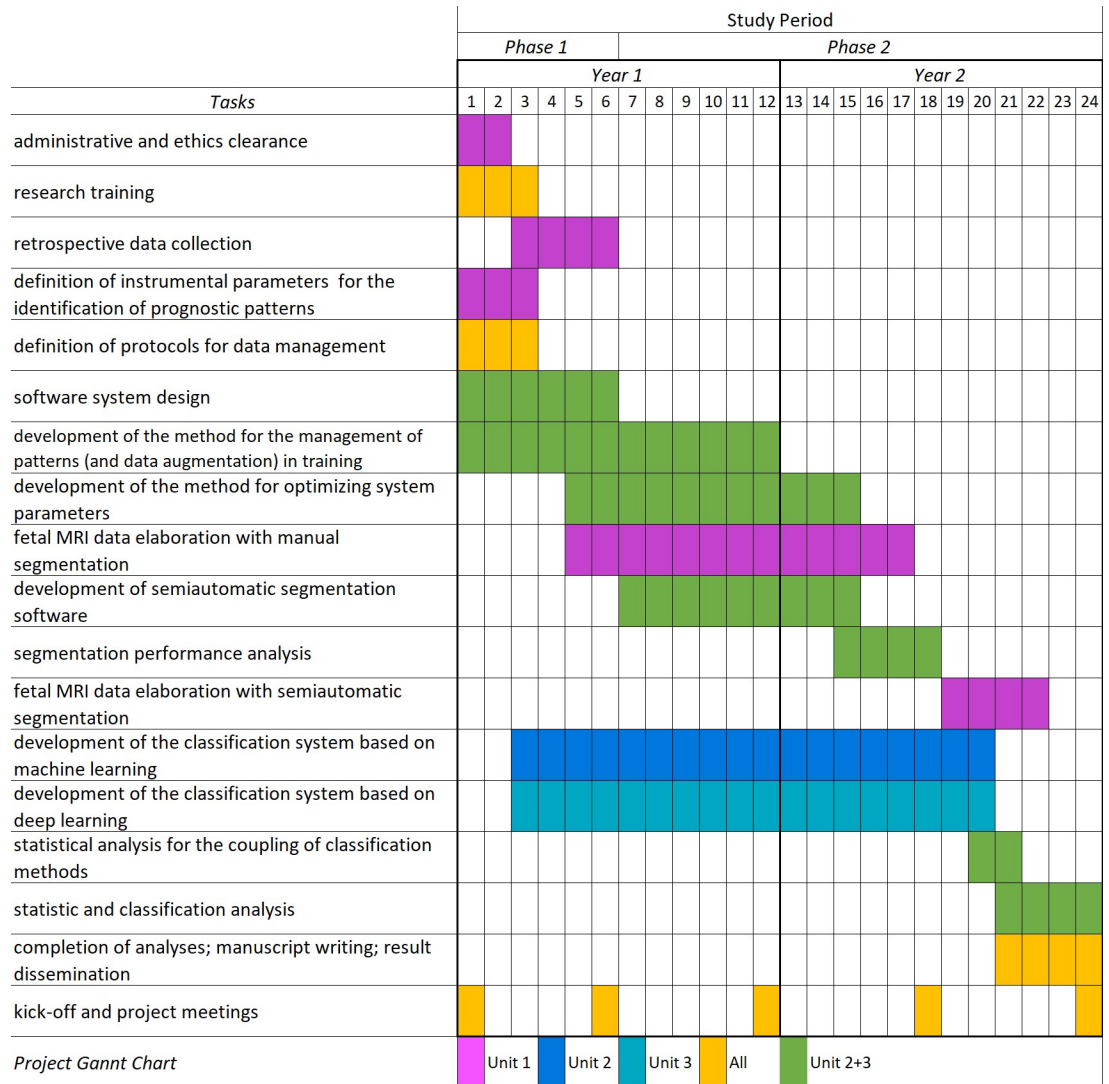 Study Period
Phase 1 Phase 2
Year 1 Year 2
Tasks 1 2 3 4 5 6 7 8 9 10 11 12 13 14 15 16 17 18 19 20 21 22 23 24
administrative and ethics clearance
research training
retrospective data collection
definition of instrumental parameters for the
identification of prognostic patterns
definition of protocols for data management
software system design
development of the method for the management of
patterns (and data augmentation) in training
development of the method for optimizing system
parameters
fetal MRI data elaboration with manual
segmentation
development of semiautomatic segmentation
software
segmentation performance analysis
fetal MRI data elaboration with semiautomatic
segmentation
development of the classification system based on
machine learning
development of the classification system based on
deep learning
statistical analysis for the coupling of classification
methods
statistic and classification analysis
completion of analyses; manuscript writing; result
dissemination
kick-off and project meetings
Project Gannt Chart Unit 1 Unit 2 Unit 3 All Unit 2+3